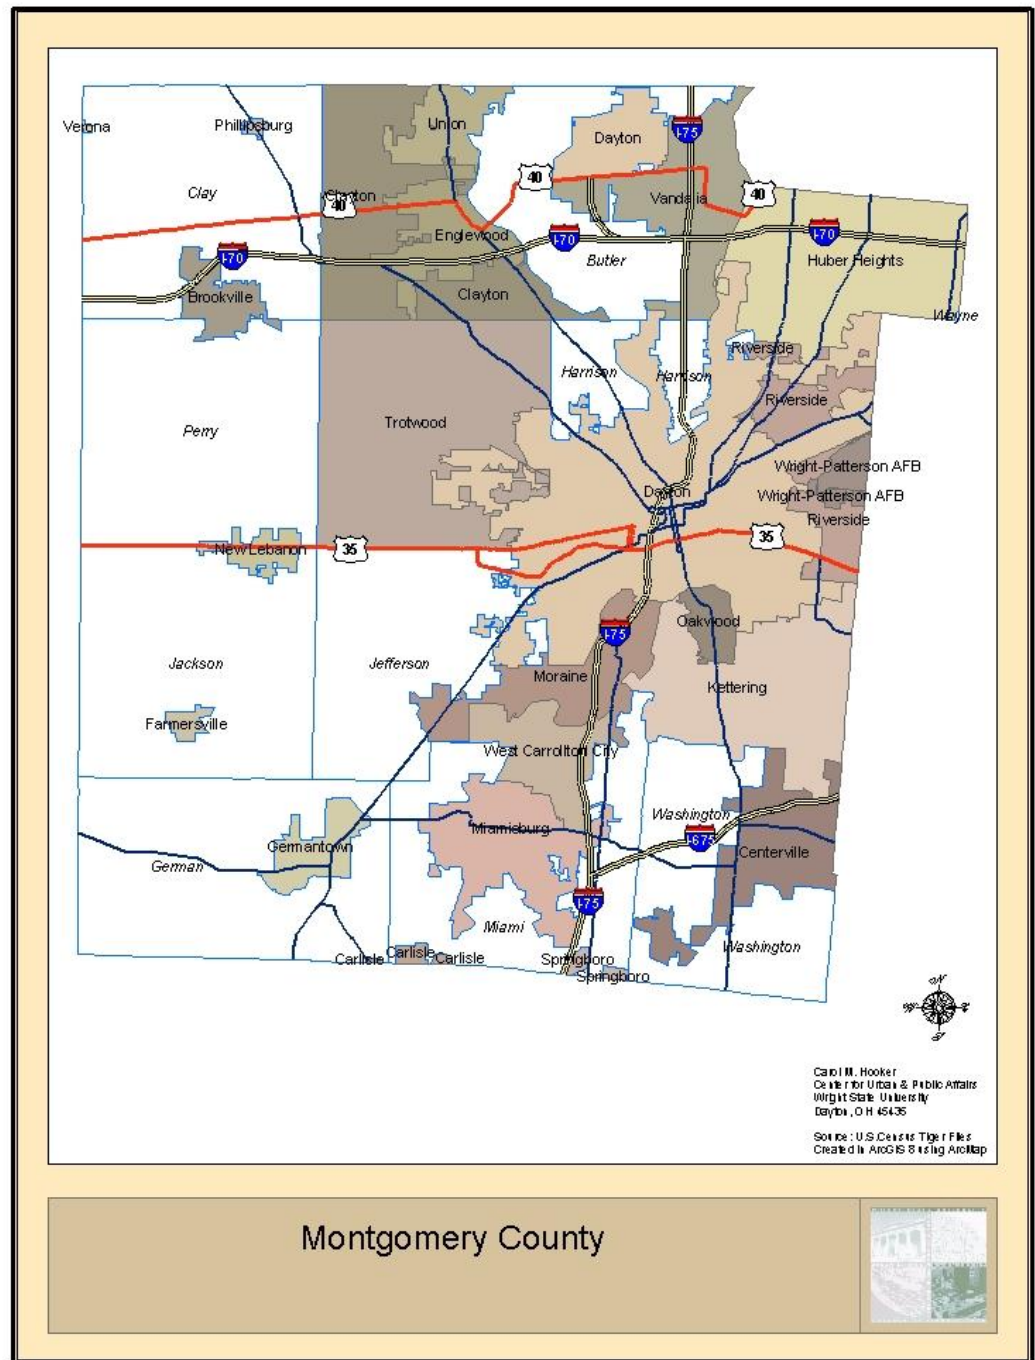 Verona
Phillipsburg
Union
Dayton
I-75
40
Vandalia
40
Clay
Clayton
40
Englewood
I-70
I-70
Butler
I-70
Huber Heights
Brookville
Clayton
Wayne
Riverside
Harrison
Harrison
Riverside
Perry
Trotwood
Wright-Patterson AFB
Dayton
Wright-Patterson AFB
Riverside
New Lebanon
35
35
I-75
Oakwood
Jackson
Jefferson
Moraine
Kettering
Farmersville
West Carrollton City
Miamisburg
Washington
I-675
Germantown
Centerville
German
I-75
Miami
Washington
Carlisle
Carlisle
Carlisle
Springboro
Springboro
Carol M. Hooker
Center for Urban & Public Affairs
Wright State University
Dayton, OH 45435
Source: U.S.Census Tiger Files
Created in ArcGIS 8 using ArcMap
Montgomery County